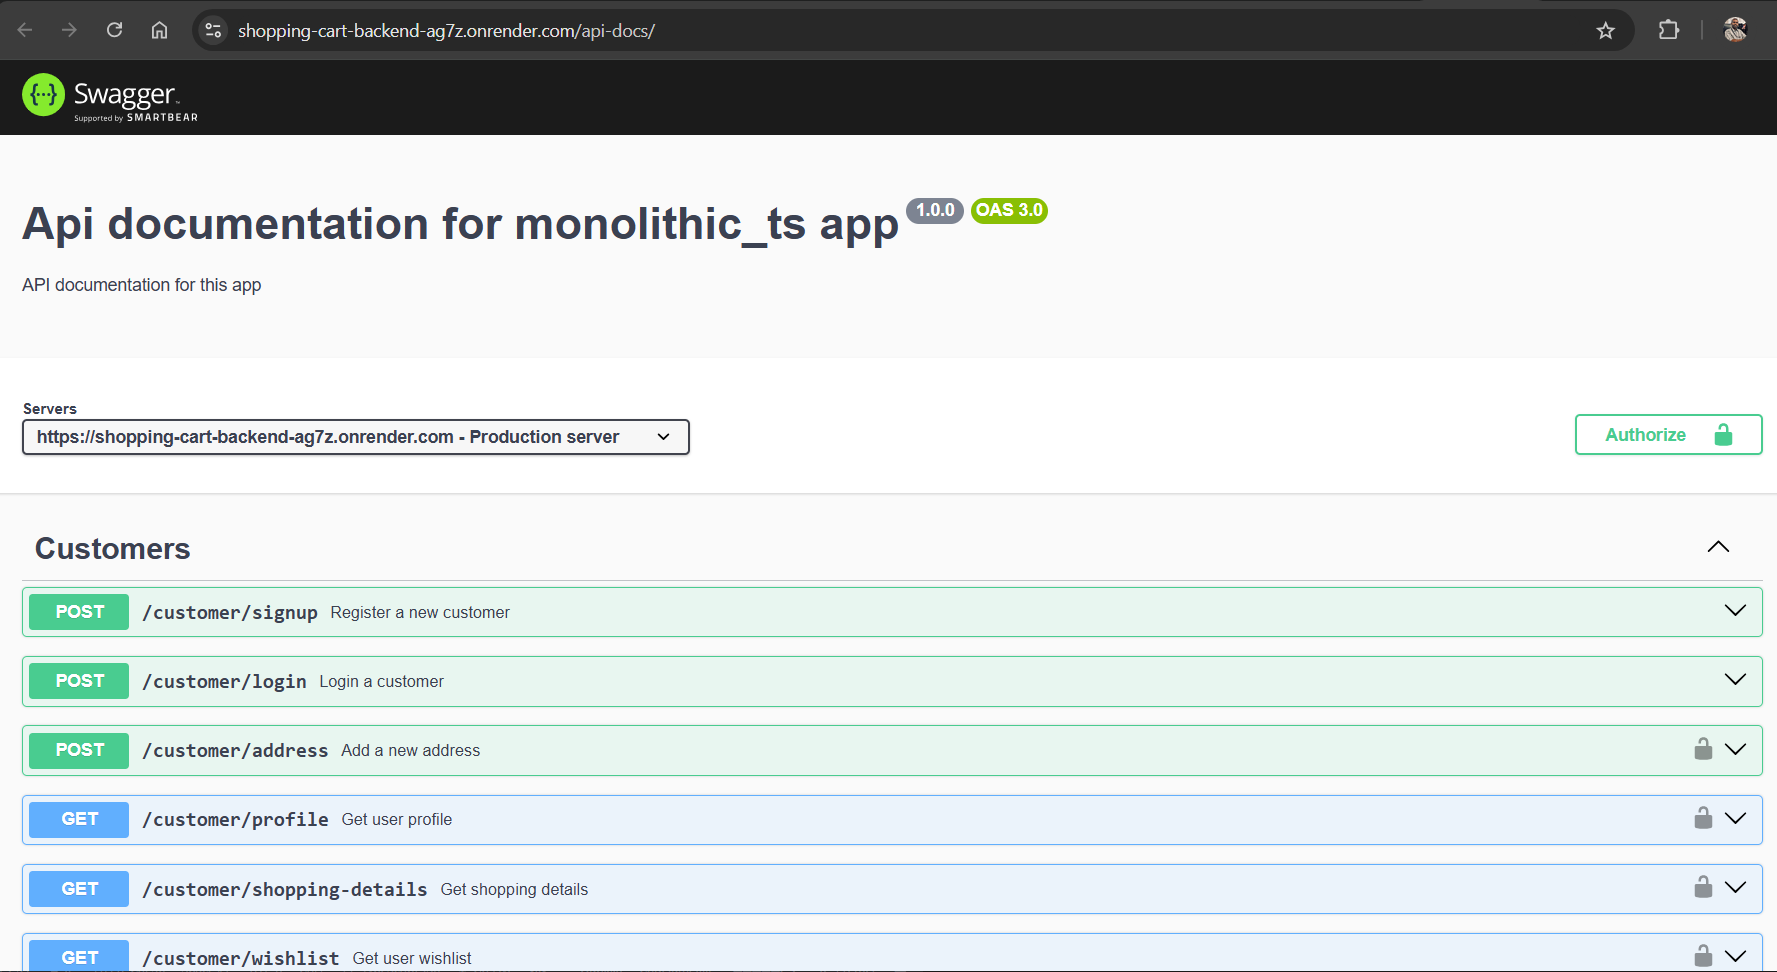 shopping-cart-backend-ag7z.onrender.com/api-docs/
Swagger
Supported by SMARTBEAR
Api documentation for monolithic_ts app 1.0.0 OAS 3.0
API documentation for this app
Servers
https://shopping-cart-backend-ag7z.onrender.com - Production server
Authorize
Customers
POST /customer/signup Register a new customer
POST /customer/login Login a customer
POST /customer/address Add a new address
GET /customer/profile Get user profile
GET /customer/shopping-details Get shopping details
GET /customer/wishlist Get user wishlist